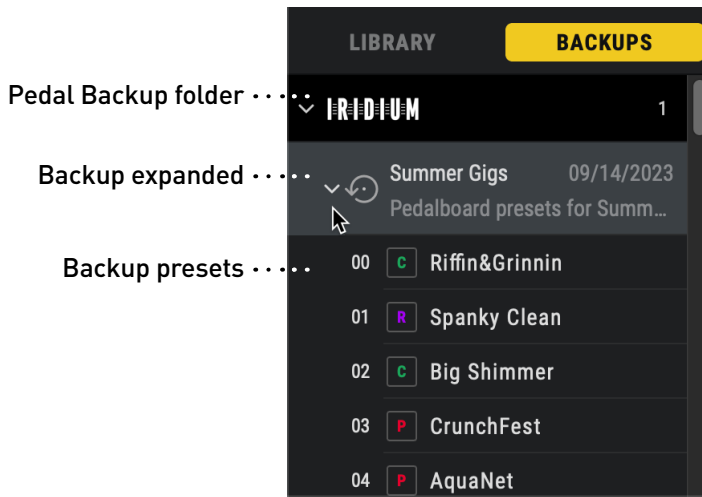 LIBRARY BACKUPS
Pedal Backup folder IRIDIUM 1
Backup expanded Summer Gigs 09/14/2023
Pedalboard presets for Summ...
Backup presets 00 C Riffin&Grinnin
01 R Spanky Clean
02 C Big Shimmer
03 P CrunchFest
04 P AquaNet